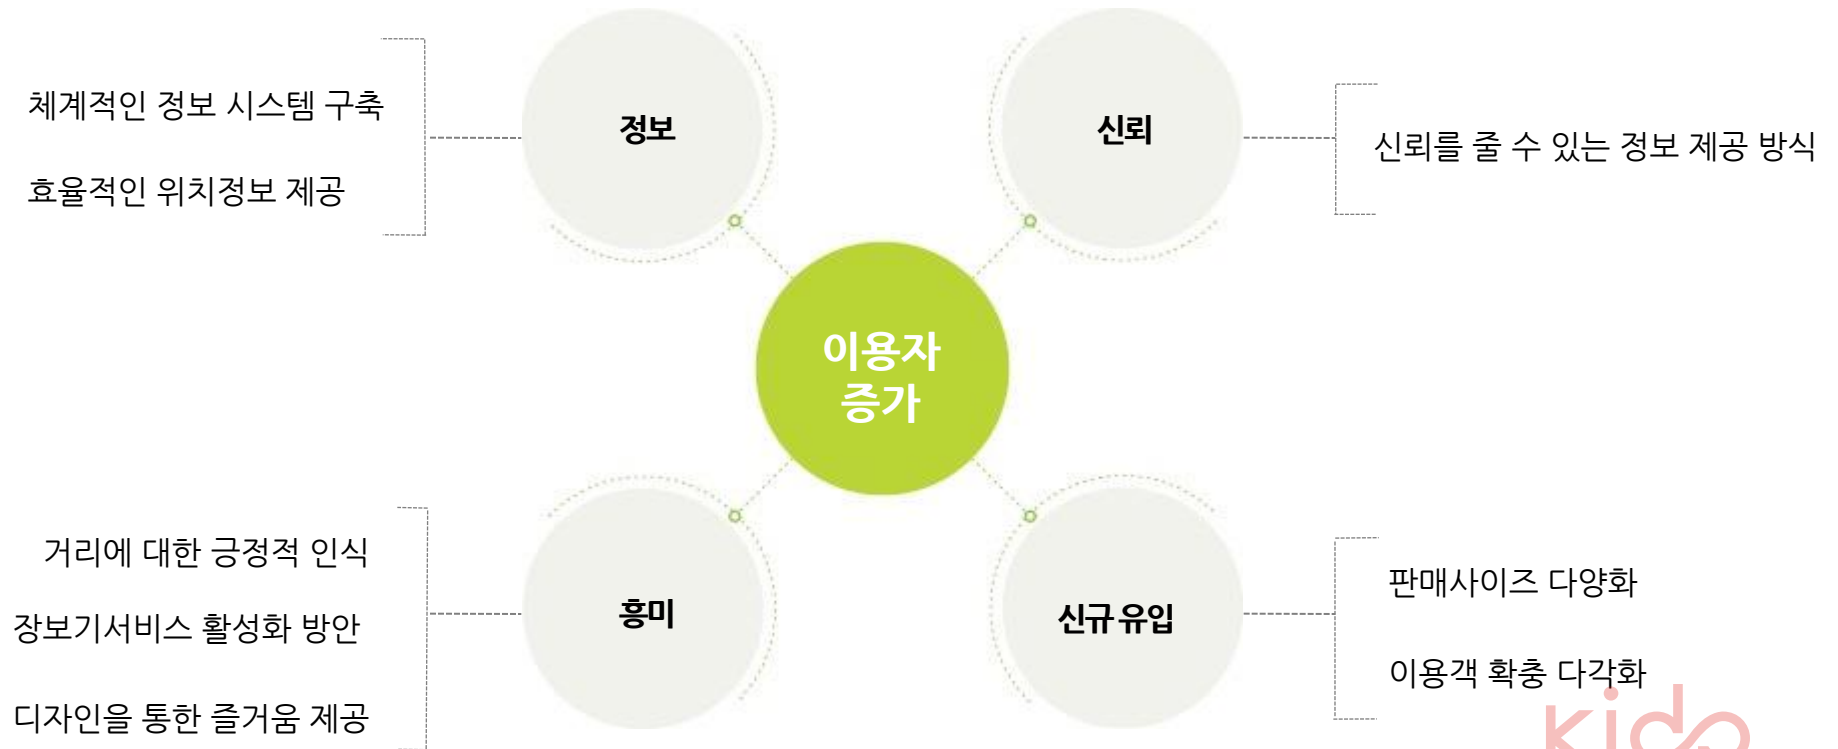 체계적인 정보 시스템 구축
효율적인 위치정보 제공
정보
신뢰
신뢰를 줄 수 있는 정보 제공 방식
이용자
증가
거리에 대한 긍정적 인식
장보기서비스 활성화 방안
디자인을 통한 즐거움 제공
흥미
신규 유입
판매사이즈 다양화
이용객 확충 다각화